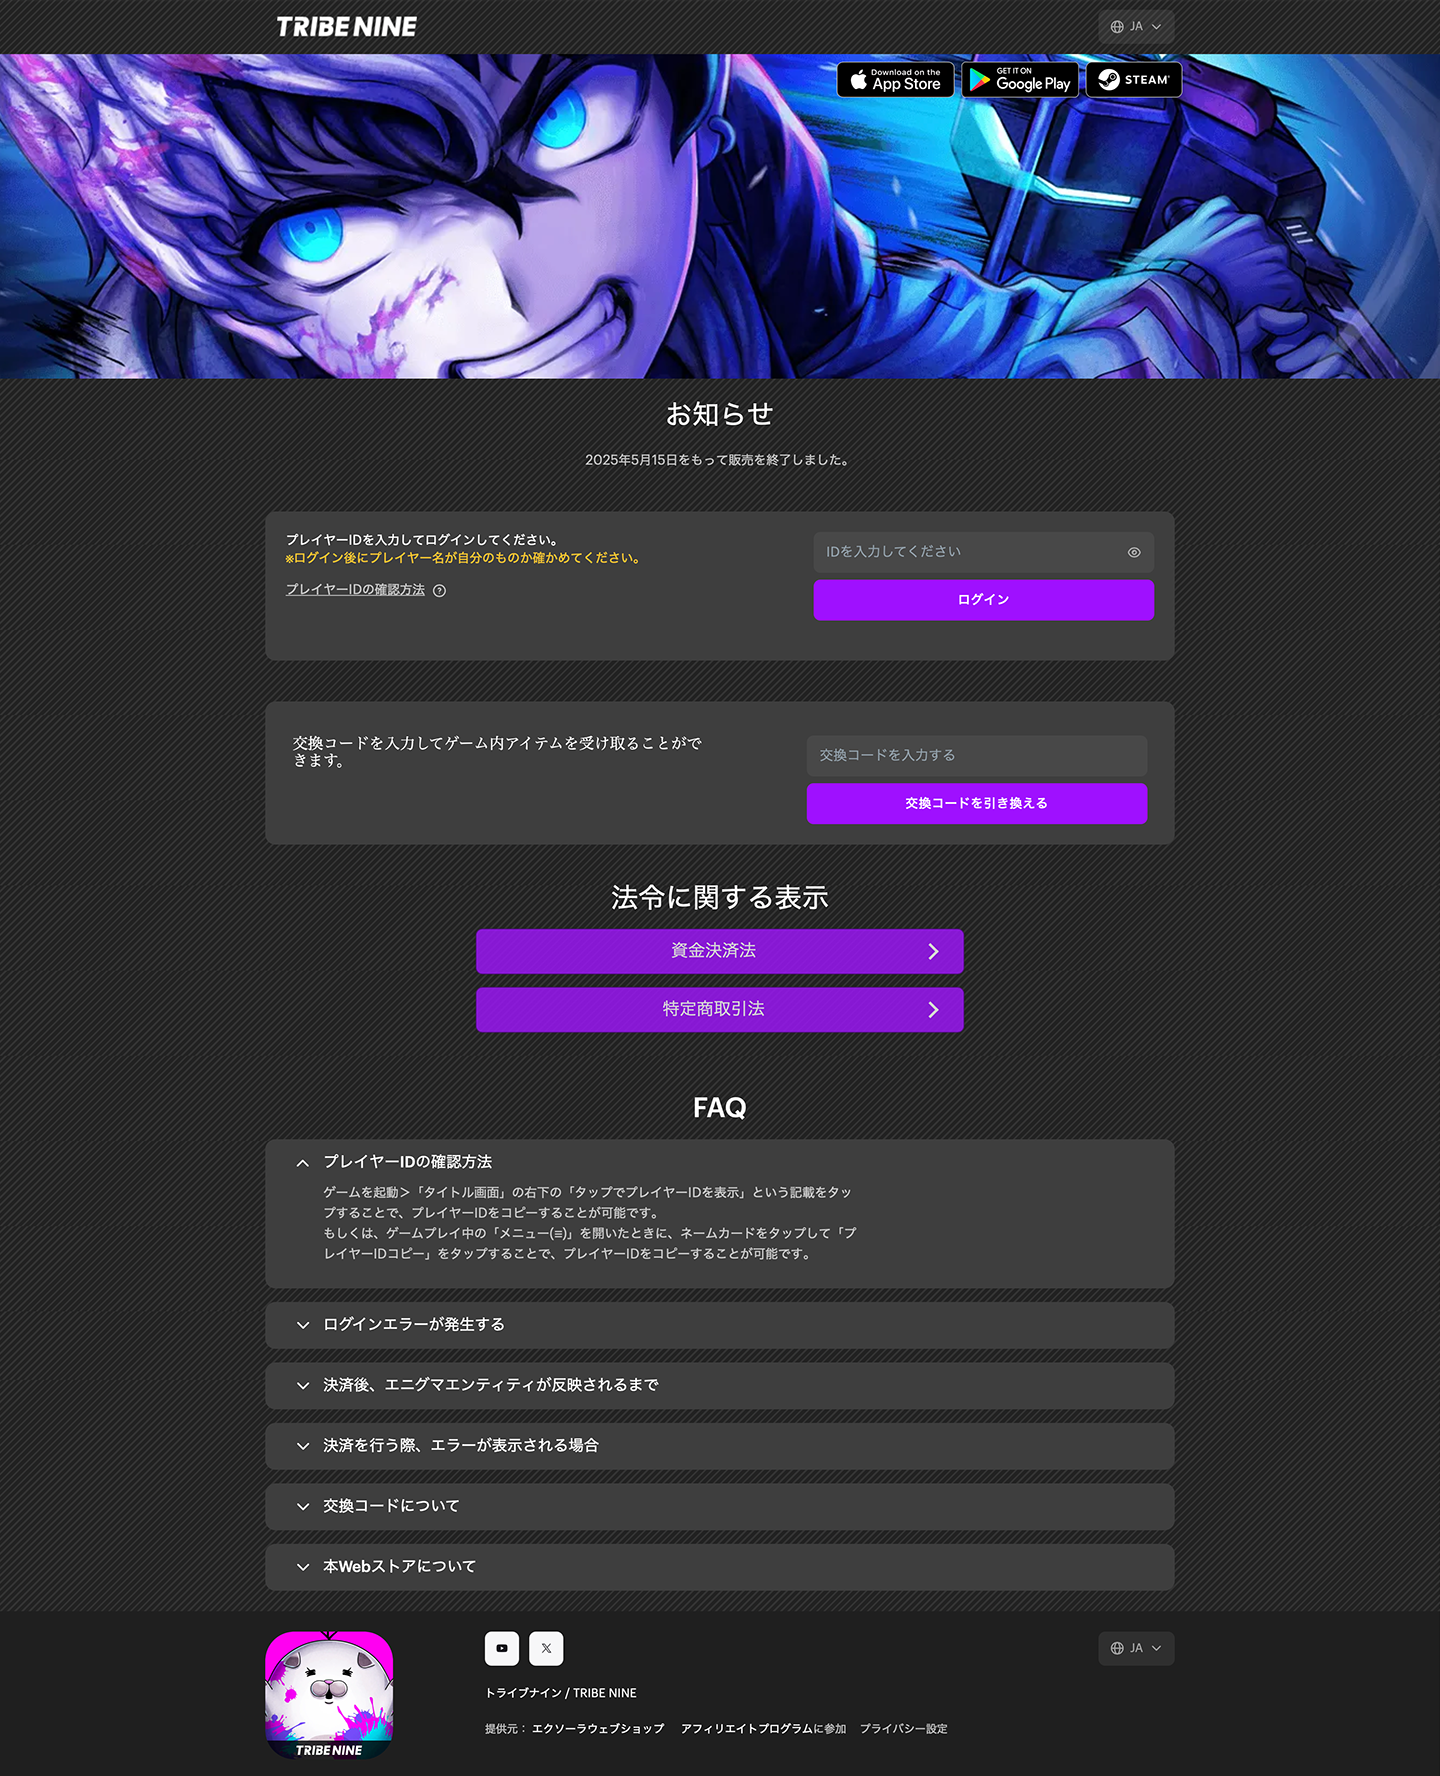 TRIBE NINE
JA
Download on the
App Store
GET IT ON
Google Play
STEAM
お知らせ
2025年5月15日をもって販売を終了しました。
プレイヤーIDを入力してログインしてください。
※ログイン後にプレイヤー名が自分のものか確かめてください。
プレイヤーIDの確認方法
IDを入力してください
ログイン
交換コードを入力してゲーム内アイテムを受け取ることがで
きます。
交換コードを入力する
交換コードを引き換える
法令に関する表示
資金決済法
特定商取引法
FAQ
プレイヤーIDの確認方法
ゲームを起動＞「タイトル画面」の右下の「タップでプレイヤーIDを表示」という記載をタッ
プすることで、プレイヤーIDをコピーすることが可能です。
もしくは、ゲームプレイ中の「メニュー(≡)」を開いたときに、ネームカードをタップして「プ
レイヤーIDコピー」をタップすることで、プレイヤーIDをコピーすることが可能です。
ログインエラーが発生する
決済後、エニグマエンティティが反映されるまで
決済を行う際、エラーが表示される場合
交換コードについて
本Webストアについて
TRIBE NINE
JA
トライブナイン / TRIBE NINE
提供元： エクソーラウェブショップ アフィリエイトプログラムに参加 プライバシー設定